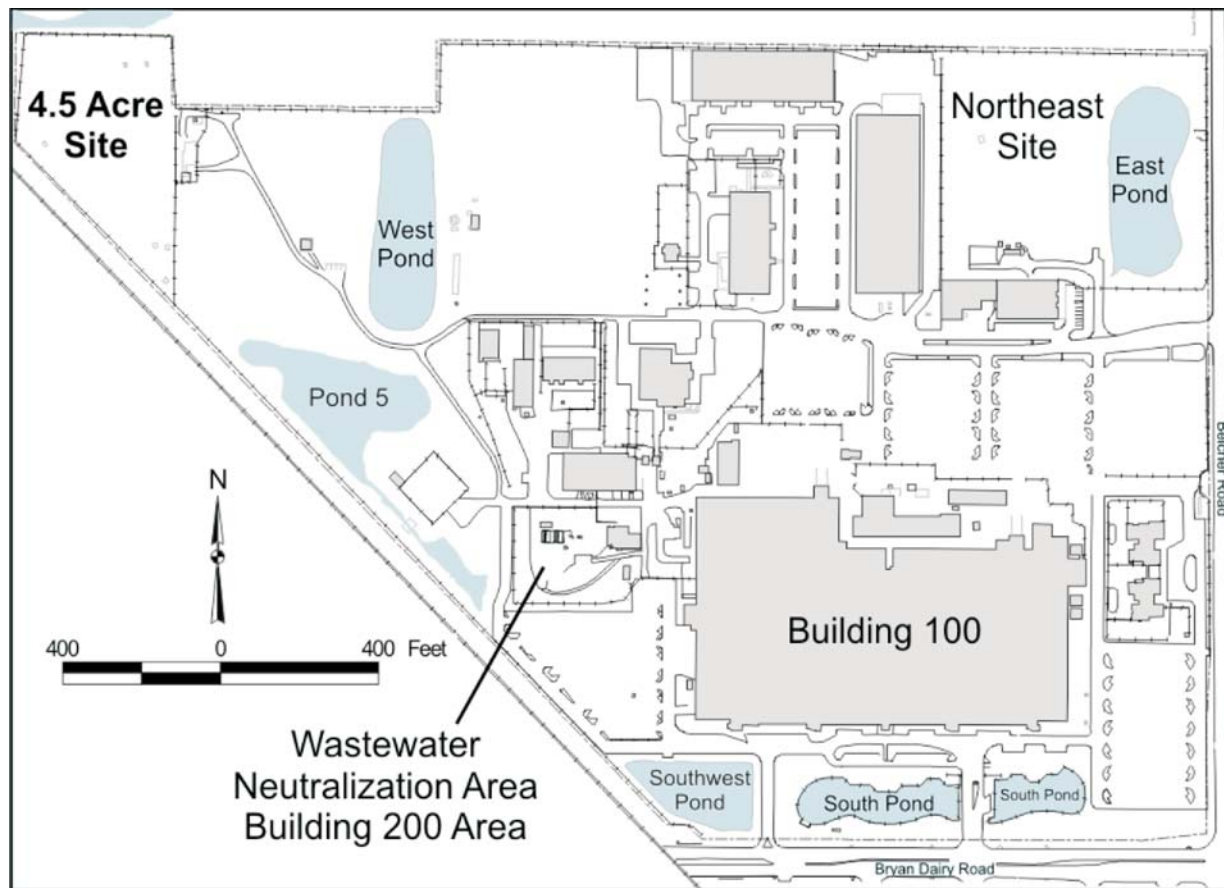 4.5 Acre
Site
Northeast
Site
East
Pond
West
Pond
Pond 5
Belcher Road
N
400
0
400 Feet
Building 100
Wastewater
Neutralization Area
Building 200 Area
Southwest
Pond
South Pond
South Pond
Bryan Dairy Road